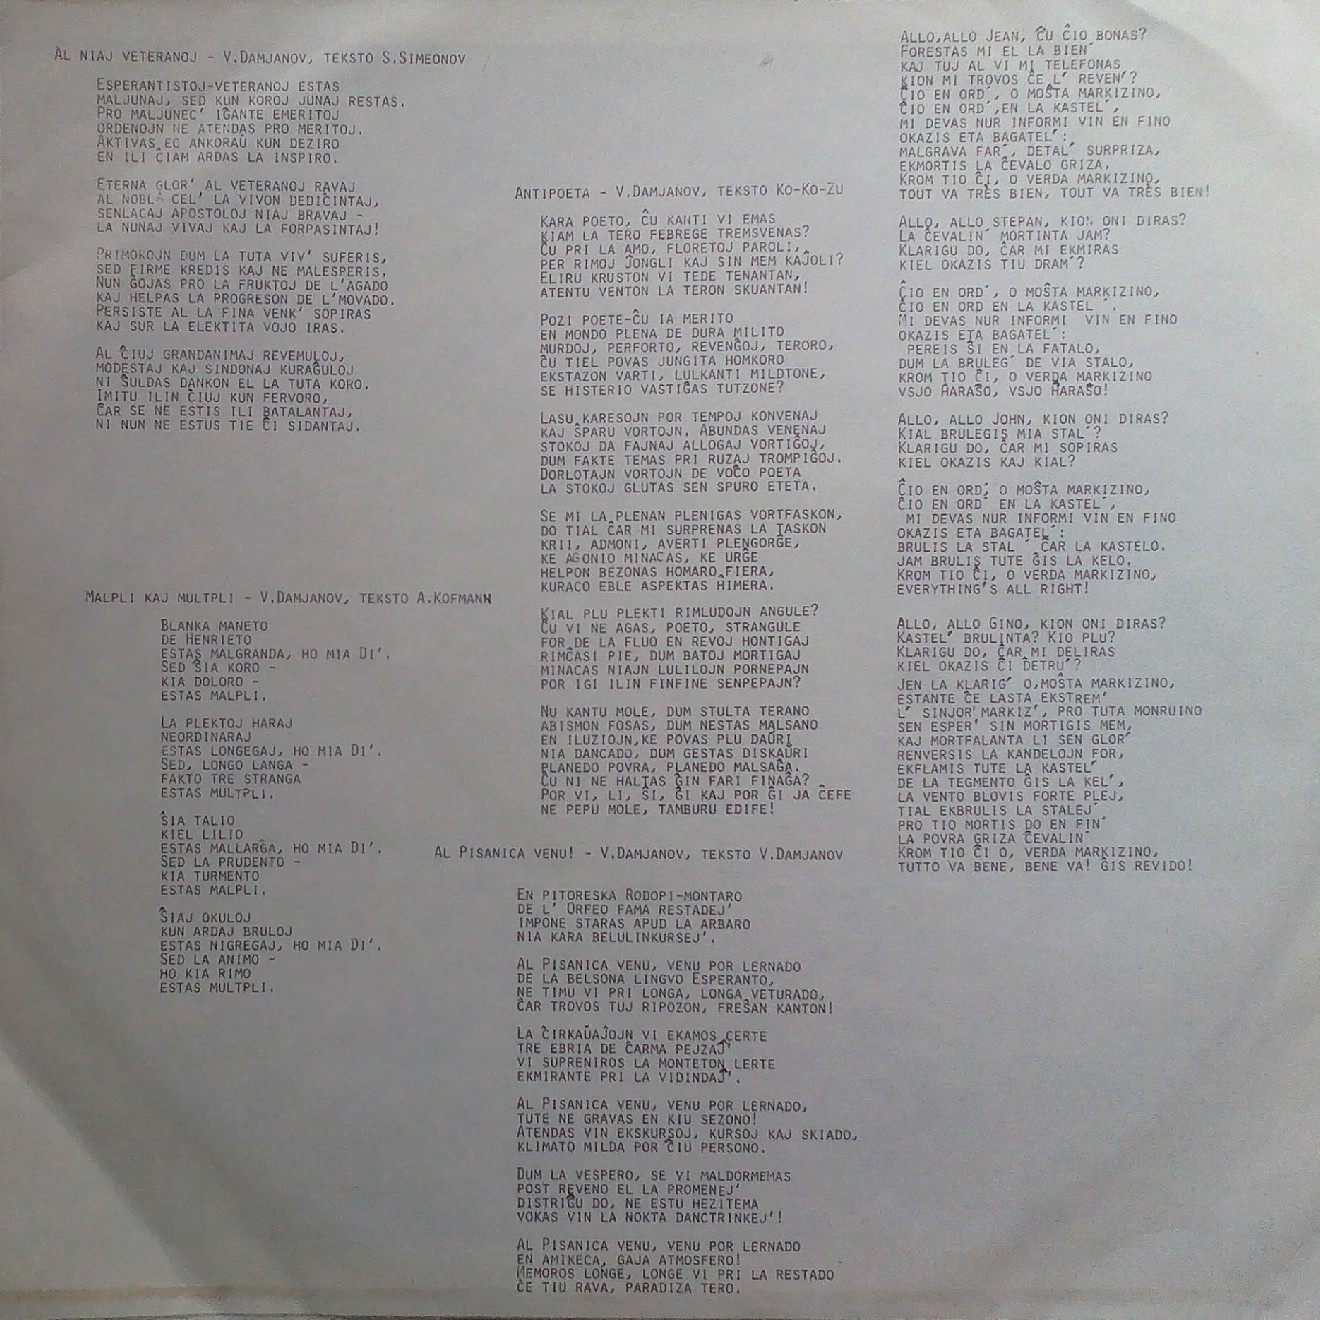 AL NIAJ VETERANOJ - V.DAMJANOV, TEKSTO S.SIMEONOV
ESPERANTISTOJ-VETERANOJ ESTAS
MALJUNAJ, SED KUN KOROJ JUNAJ RESTAS.
PRO MALJUNEC' IĜANTE EMERITOJ
ORDENOJN NE ATENDAS PRO MERITOJ.
AKTIVAS EĈ ANKORAŬ KUN DEZIRO
EN ILI ĈIAM ARDAS LA INSPIRO.
ETERNA GLOR' AL VETERANOJ RAVAJ
AL NOBLA CEL' LA VIVON DEDIĈINTAJ,
SENLACAJ APOSTOLOJ NIAJ BRAVAJ -
LA NUNAJ VIVAJ KAJ LA FORPASINTAJ!
PRIMOKOJN DUM LA TUTA VIV' SUFERIS,
SED FIRME KREDIS KAJ NE MALESPERIS.
NUN ĜOJAS PRO LA FRUKTOJ DE L'AGADO
KAJ HELPAS LA PROGRESON DE L'MOVADO.
PERSISTE AL LA FINA VENK' SOPIRAS
KAJ SUR LA ELEKTITA VOJO IRAS.
AL ĈIUJ GRANDANIMAJ REVEMULOJ,
MODESTAJ KAJ SINDONAJ KURAĜULOJ
NI ŜULDAS DANKON EL LA TUTA KORO.
IMITU ILIN ĈIUJ KUN FERVORO,
ĈAR SE NE ESTIS ILI BATALANTAJ,
NI NUN NE ESTUS TIE ĈI SIDANTAJ.
MALPLI KAJ MULTPLI - V.DAMJANOV, TEKSTO A.KOFMANN
BLANKA MANETO
DE HENRIETO
ESTAS MALGRANDA, HO MIA DI'.
SED ŜIA KORO -
KIA DOLORO -
ESTAS MALPLI.
LA PLEKTOJ HARAJ
NEORDINARAJ
ESTAS LONGEGAJ, HO MIA DI'.
SED, LONGO LANGA -
FAKTO TRE STRANGA
ESTAS MULTPLI.
ŜIA TALIO
KIEL LILIO
ESTAS MALLARĜA, HO MIA DI'.
SED LA PRUDENTO -
KIA TURMENTO
ESTAS MALPLI.
ŜIAJ OKULOJ
KUN ARDAJ BRULOJ
ESTAS NIGREGAJ, HO MIA DI'.
SED LA ANIMO -
HO KIA RIMO
ESTAS MULTPLI.
ANTIPOETA - V.DAMJANOV, TEKSTO KO-KO-ZU
KARA POETO, ĈU KANTI VI EMAS
KIAM LA TERO FEBREGE TREMSVENAS?
ĈU PRI LA AMO, FLORETOJ PAROLI,
PER RIMOJ ĴONGLI KAJ SIN MEM KAĴOLI?
ELIRU KRUSTON VI TEDE TENANTAN,
ATENTU VENTON LA TERON SKUANTAN!
POZI POETE-ĈU IA MERITO
EN MONDO PLENA DE DURA MILITO
MURDOJ, PERFORTO, REVENĜOJ, TERORO,
ĈU TIEL POVAS JUNGITA HOMKORO
EKSTAZON VARTI, LULKANTI MILDTONE,
SE HISTERIO VASTIĜAS TUTZONE?
LASU KARESOJN POR TEMPOJ KONVENAJ
KAJ ŜPARU VORTOJN. ABUNDAS VENENAJ
STOKOJ DA FAJNAJ ALLOGAJ VORTIĜOJ,
DUM FAKTE TEMAS PRI RUZAJ TROMPIĜOJ.
DORLOTAJN VORTOJN DE VOĈO POETA
LA STOKOJ GLUTAS SEN SPURO ETETA.
SE MI LA PLENAN PLENIGAS VORTFASKON,
DO TIAL ĈAR MI SURPRENAS LA TASKON
KRII, ADMONI, AVERTI PLENGORĜE,
KE AGONIO MINACAS, KE URĜE
HELPON BEZONAS HOMARO FIERA,
KURACO EBLE ASPEKTAS HIMERA.
KIAL PLU PLEKTI RIMLUDOJN ANGULE?
ĈU VI NE AGAS, POETO, STRANGULE
FOR DE LA FLUO EN REVOJ HONTIGAJ
RIMĈASI PIE, DUM BATOJ MORTIGAJ
MINACAS NIAJN LULILOJN PORNEPAJN
POR IGI ILIN FINFINE SENPEPAJN?
NU KANTU MOLE, DUM STULTA TERANO
ABISMON FOSAS, DUM NESTAS MALSANO
EN ILUZIOJN,KE POVAS PLU DAŬRI
NIA DANCADO, DUM GESTAS DISKAŬRI
PLANEDO POVRA, PLANEDO MALSAĜA.
ĈU NI NE HALTAS ĜIN FARI FINAĜA?
POR VI, LI, ŜI, ĜI KAJ POR ĜI JA ĈEFE
NE PEPU MOLE, TAMBURU EDIFE!
AL PISANICA VENU! - V.DAMJANOV, TEKSTO V.DAMJANOV
EN PITORESKA RODOPI-MONTARO
DE L' ORFEO FAMA RESTADEJ'
IMPONE STARAS APUD LA ARBARO
NIA KARA BELULINKURSEJ'.
AL PISANICA VENU, VENU POR LERNADO
DE LA BELSONA LINGVO ESPERANTO,
NE TIMU VI PRI LONGA, LONGA VETURADO,
ĈAR TROVOS TUJ RIPOZON, FREŜAN KANTON!
LA ĈIRKAŬAĴOJN VI EKAMOS CERTE
TRE EBRIA DE ĈARMA PEJZAĴ'
VI SUPRENIROS LA MONTETON LERTE
EKMIRANTE PRI LA VIDINDAĴ'.
AL PISANICA VENU, VENU POR LERNADO,
TUTE NE GRAVAS EN KIU SEZONO!
ATENDAS VIN EKSKURSOJ, KURSOJ KAJ SKIADO,
KLIMATO MILDA POR ĈIU PERSONO.
DUM LA VESPERO, SE VI MALDORMEMAS
POST REVENO EL LA PROMENEJ'
DISTRIĜU DO, NE ESTU HEZITEMA
VOKAS VIN LA NOKTA DANCTRINKEJ'!
AL PISANICA VENU, VENU POR LERNADO
EN AMIKECA, GAJA ATMOSFERO!
MEMOROS LONGE, LONGE VI PRI LA RESTADO
ĈE TIU RAVA, PARADIZA TERO.
ALLO,ALLO JEAN, ĈU ĈIO BONAS?
FORESTAS MI EL LA BIEN´
KAJ TUJ AL VI MI TELEFONAS
KION MI TROVOS ĈE L' REVEN'?
ĈIO EN ORD´, O MOŜTA MARKIZINO,
ĈIO EN ORD´,EN LA KASTEL´,
MI DEVAS NUR INFORMI VIN EN FINO
OKAZIS ETA BAGATEL´:
MALGRAVA FAR´, DETAL´ SURPRIZA,
EKMORTIS LA ĈEVALO GRIZA,
KROM TIO ĈI, O VERDA MARKIZINO,
TOUT VA TRÈS BIEN, TOUT VA TRÈS BIEN!
ALLO, ALLO STEPAN, KION ONI DIRAS?
LA ĈEVALIN´ MORTINTA JAM?
KLARIGU DO, ĈAR MI EKMIRAS
KIEL OKAZIS TIU DRAM´?
ĈIO EN ORD´, O MOŜTA MARKIZINO,
ĈIO EN ORD EN LA KASTEL´.
MI DEVAS NUR INFORMI VIN EN FINO
OKAZIS ETA BAGATEL´:
PEREIS ŜI EN LA FATALO,
DUM LA BRULEG´ DE VIA STALO,
KROM TIO ĈI, O VERDA MARKIZINO
VSJO ĤARAŜO, VSJO ĤARAŜO!
ALLO, ALLO JOHN, KION ONI DIRAS?
KIAL BRULEGIS MIA STAL´?
KLARIGU DO, ĈAR MI SOPIRAS
KIEL OKAZIS KAJ KIAL?
ĈIO EN ORD´, O MOŜTA MARKIZINO,
ĈIO EN ORD´ EN LA KASTEL´,
MI DEVAS NUR INFORMI VIN EN FINO
OKAZIS ETA BAGATEL´:
BRULIS LA STAL´ ĈAR LA KASTELO.
JAM BRULIS TUTE ĜIS LA KELO.
KROM TIO ĈI, O VERDA MARKIZINO,
EVERYTHING'S ALL RIGHT!
ALLO, ALLO GINO, KION ONI DIRAS?
KASTEL' BRULINTA? KIO PLU?
KLARIGU DO, ĈAR MI DELIRAS
KIEL OKAZIS ĈI DETRU'?
JEN LA KLARIG´ O,MOŜTA MARKIZINO,
ESTANTE ĈE LASTA EKSTREM'
L' SINJOR'MARKIZ', PRO TUTA MONRUINO
SEN ESPER' SIN MORTIGIS MEM,
KAJ MORTFALANTA LI SEN GLOR´
RENVERSIS LA KANDELOJN FOR,
EKFLAMIS TUTE LA KASTEL´
DE LA TEGMENTO ĜIS LA KEL´,
LA VENTO BLOVIS FORTE PLEJ,
TIAL EKBRULIS LA STALEJ´
PRO TIO MORTIS DO EN FIN´
LA POVRA GRIZA ĈEVALIN´
KROM TIO ĈI O, VERDA MARKIZINO,
TUTTO VA BENE, BENE VA! ĜIS REVIDO!